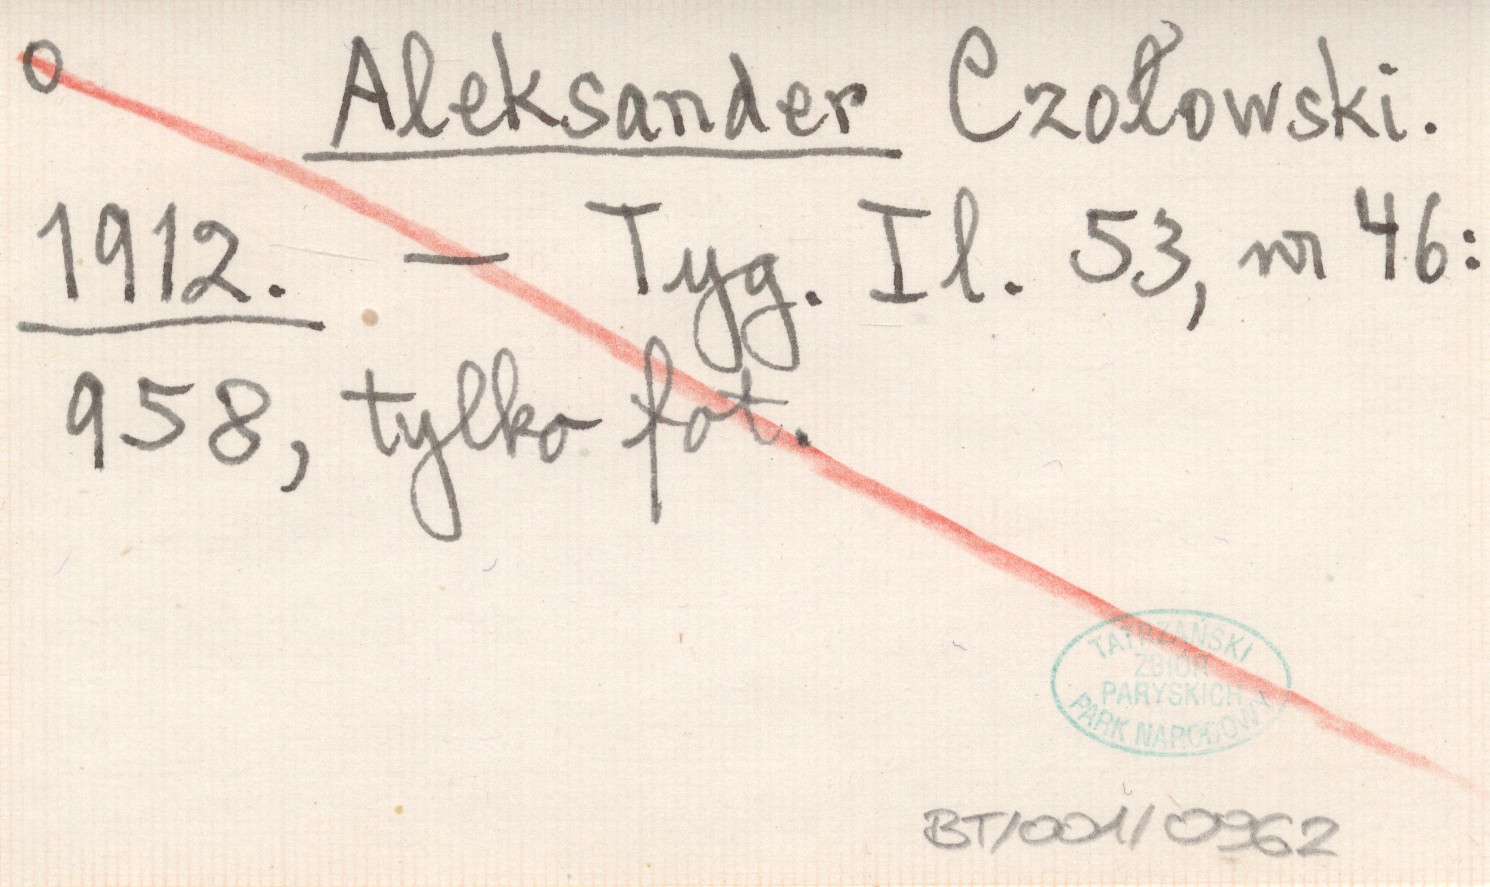 O Aleksander Czołowski.
1912. — Tyg. Il. 53, nr 46:
958, tylko fot.
TATRZAŃSKI
ZBIÓR
PARYSKICH
PARK NARODOWY
BT/001/0962